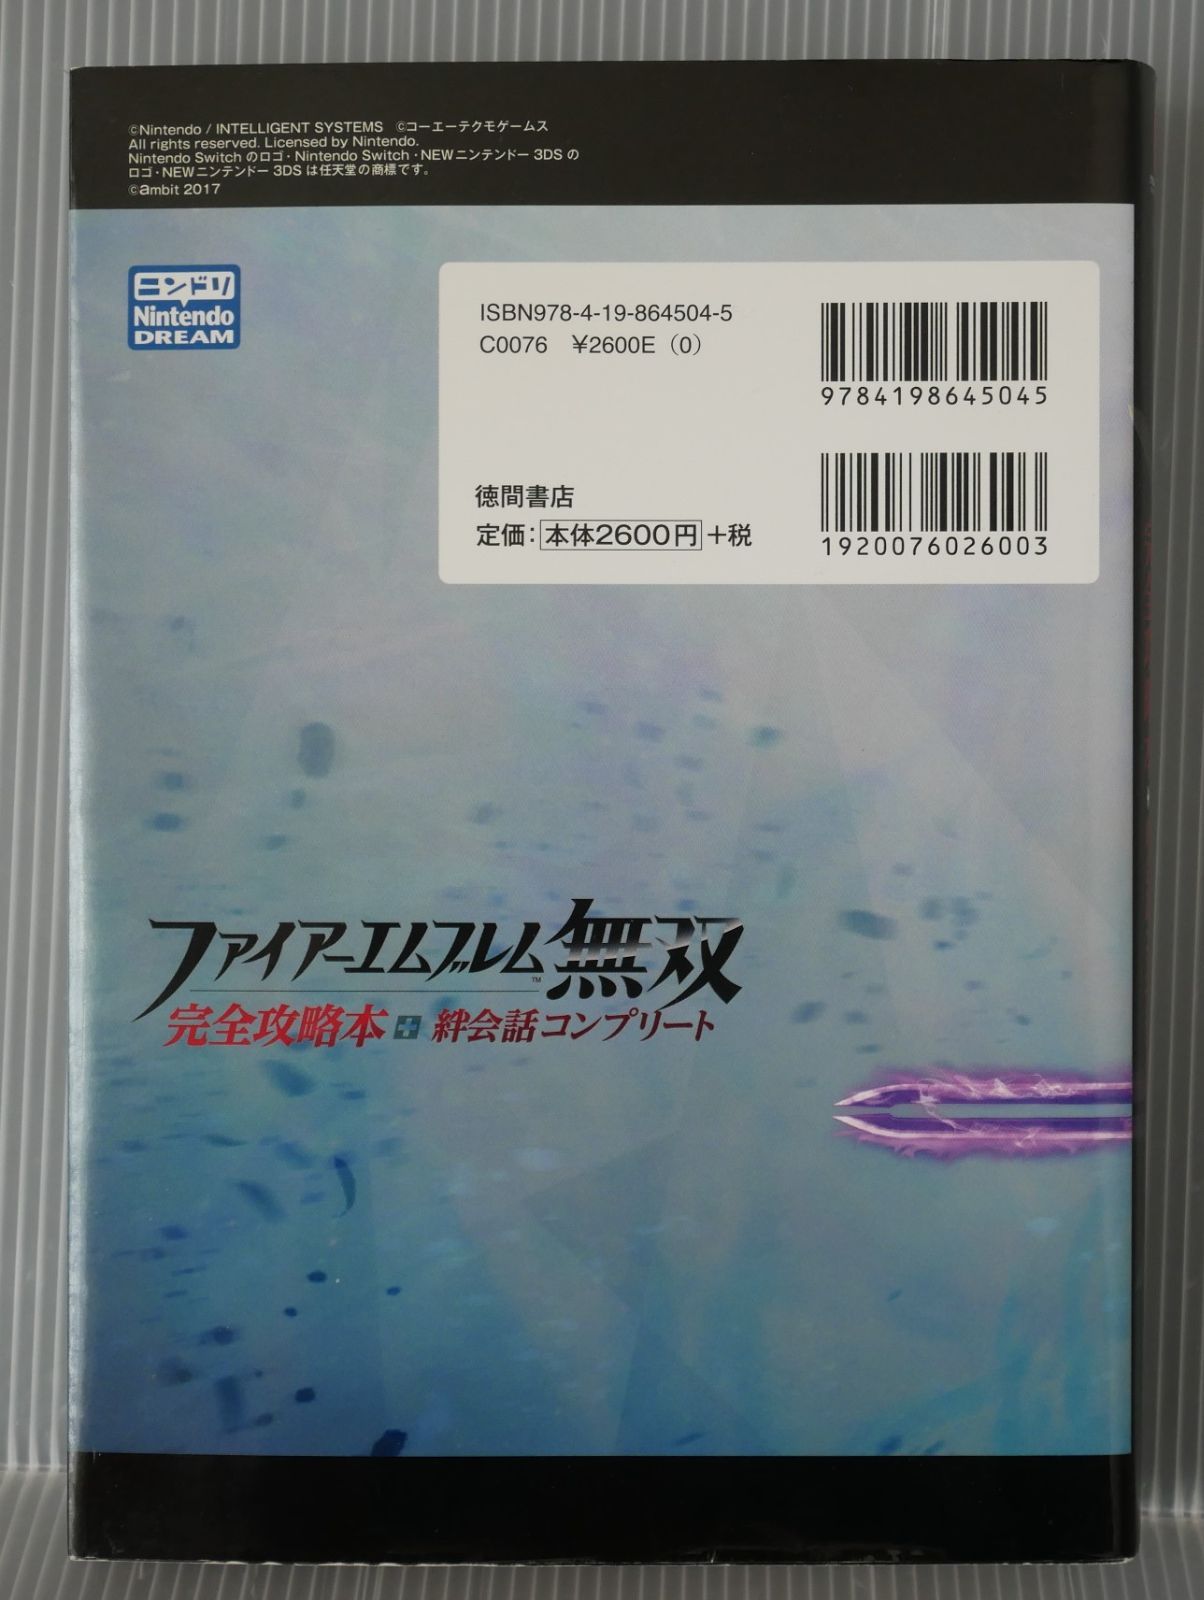 ©Nintendo / INTELLIGENT SYSTEMS ©コーエーテクモゲームス
All rights reserved. Licensed by Nintendo.
Nintendo Switch のロゴ・Nintendo Switch・NEWニンテンドー 3DS の
ロゴ・NEWニンテンドー 3DS は任天堂の商標です。
©ambit 2017
ニンドリ
Nintendo
DREAM
ISBN978-4-19-864504-5
C0076 ¥2600E (0)
9784198645045
徳間書店
定価：本体2600円+税
1920076026003
ファイアーエムブレム無双
™
完全攻略本+絆会話コンプリート